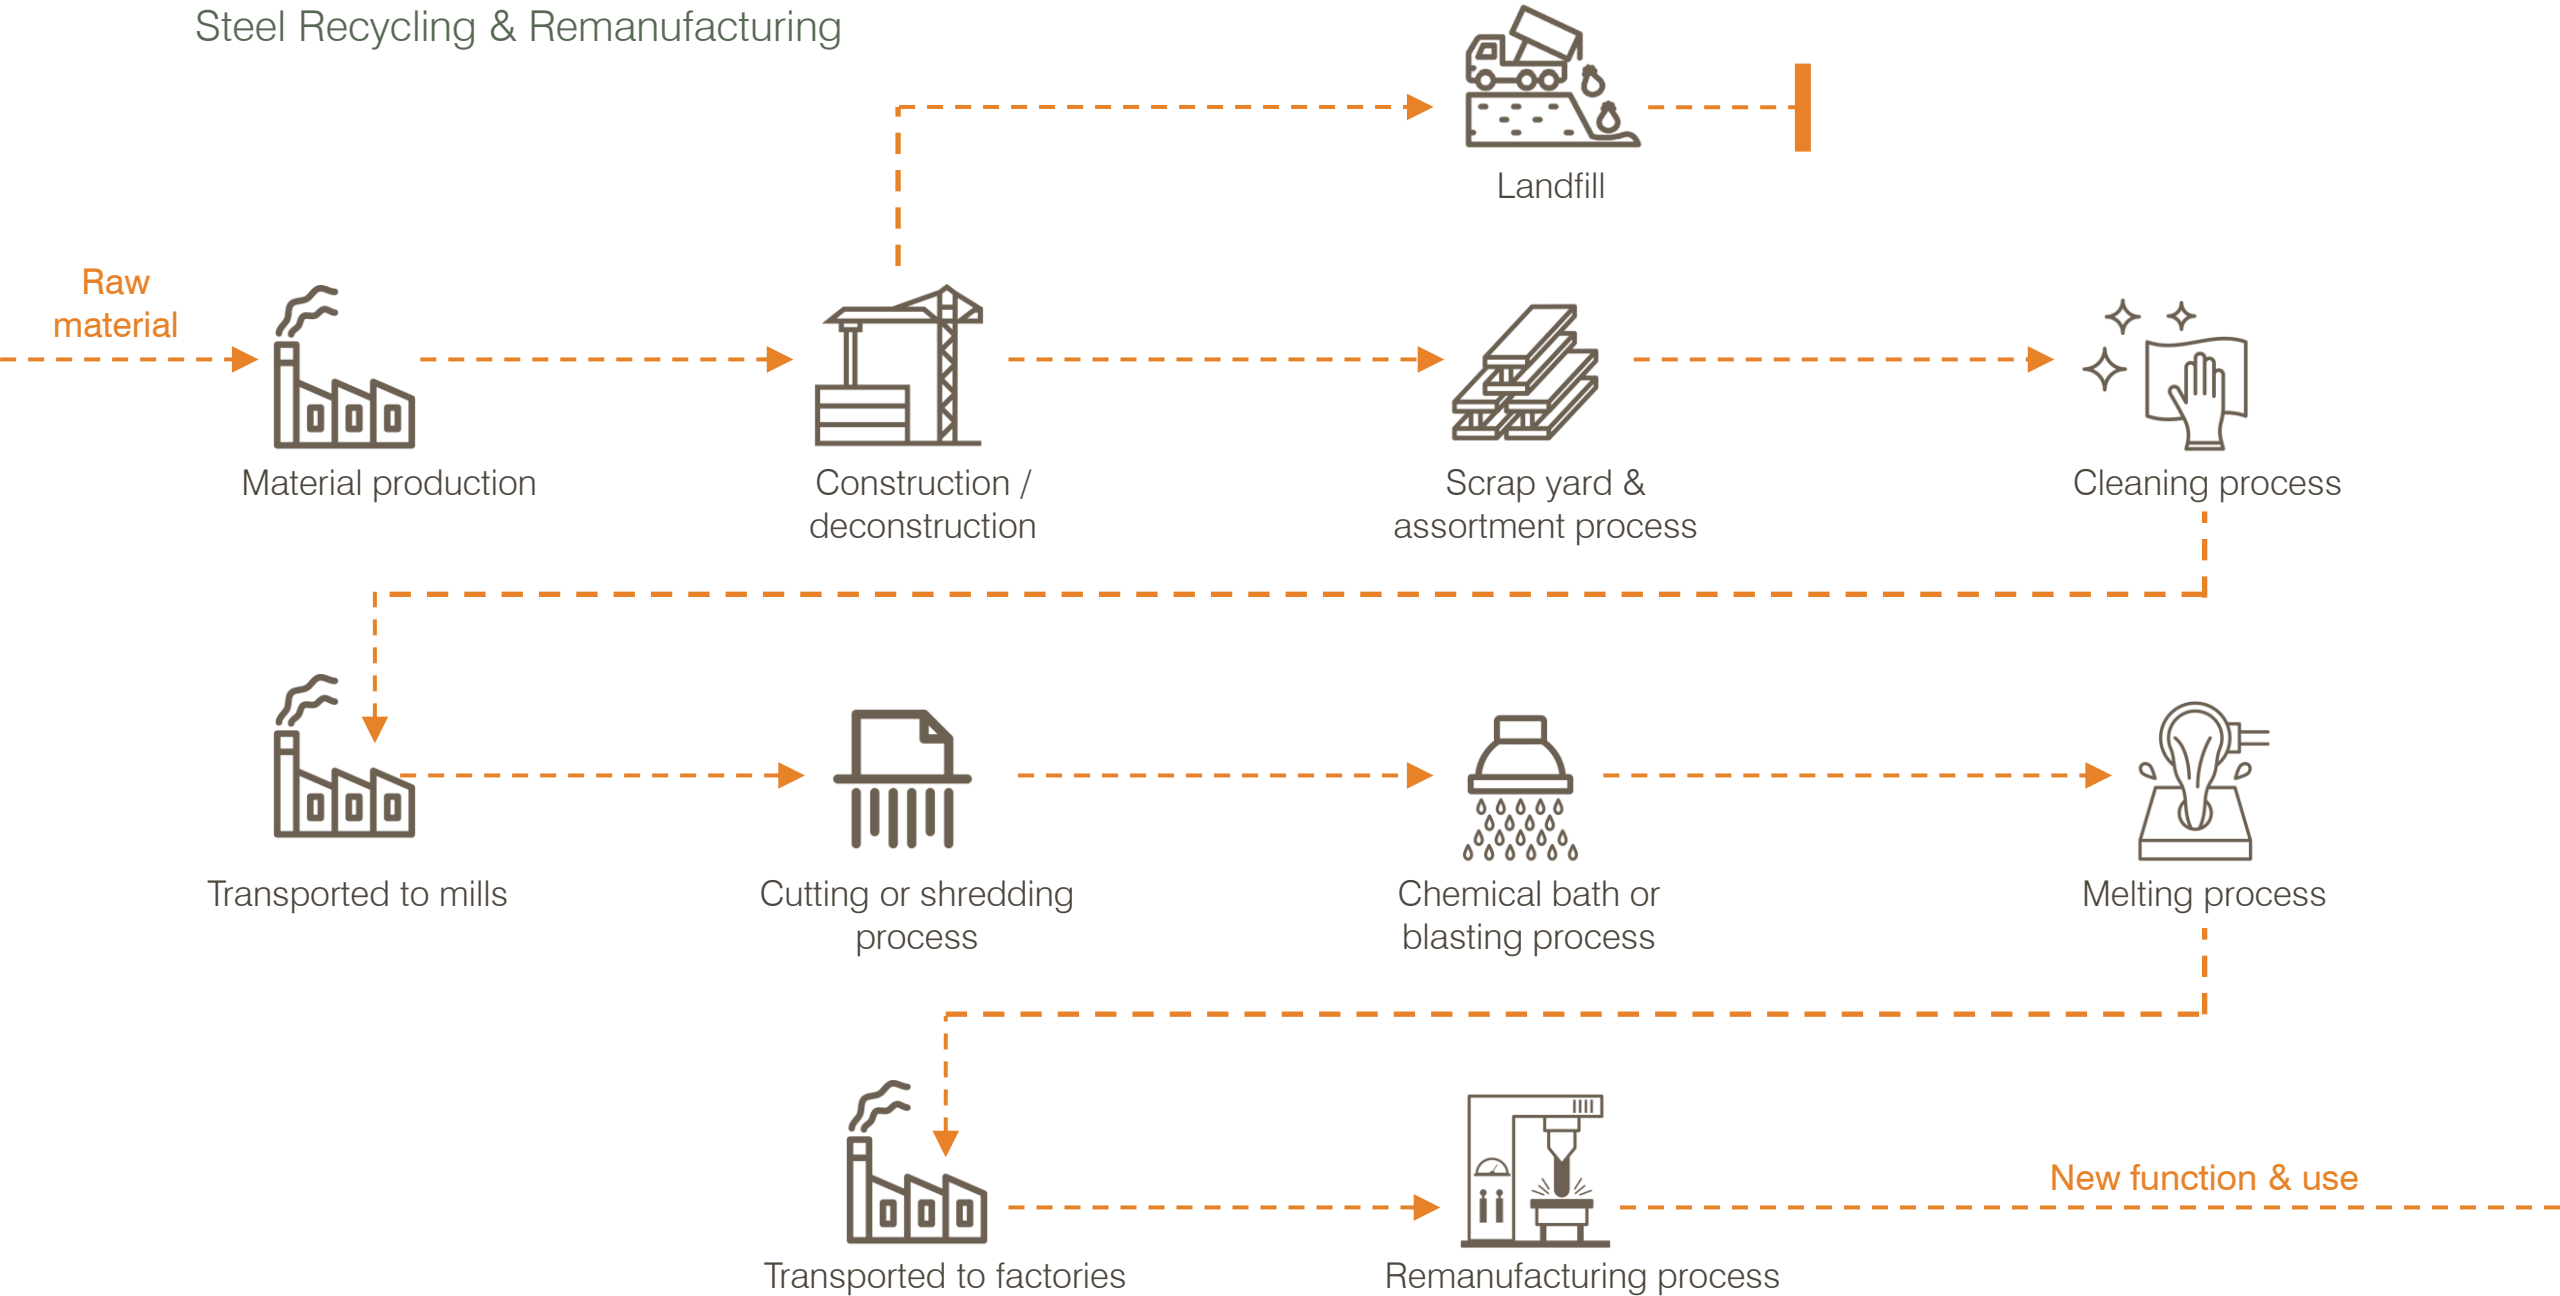 Steel Recycling & Remanufacturing
Landfill
Raw
material
Material production
Construction /
deconstruction
Scrap yard &
assortment process
Cleaning process
Transported to mills
Cutting or shredding
process
Chemical bath or
blasting process
Melting process
Transported to factories
Remanufacturing process
New function & use